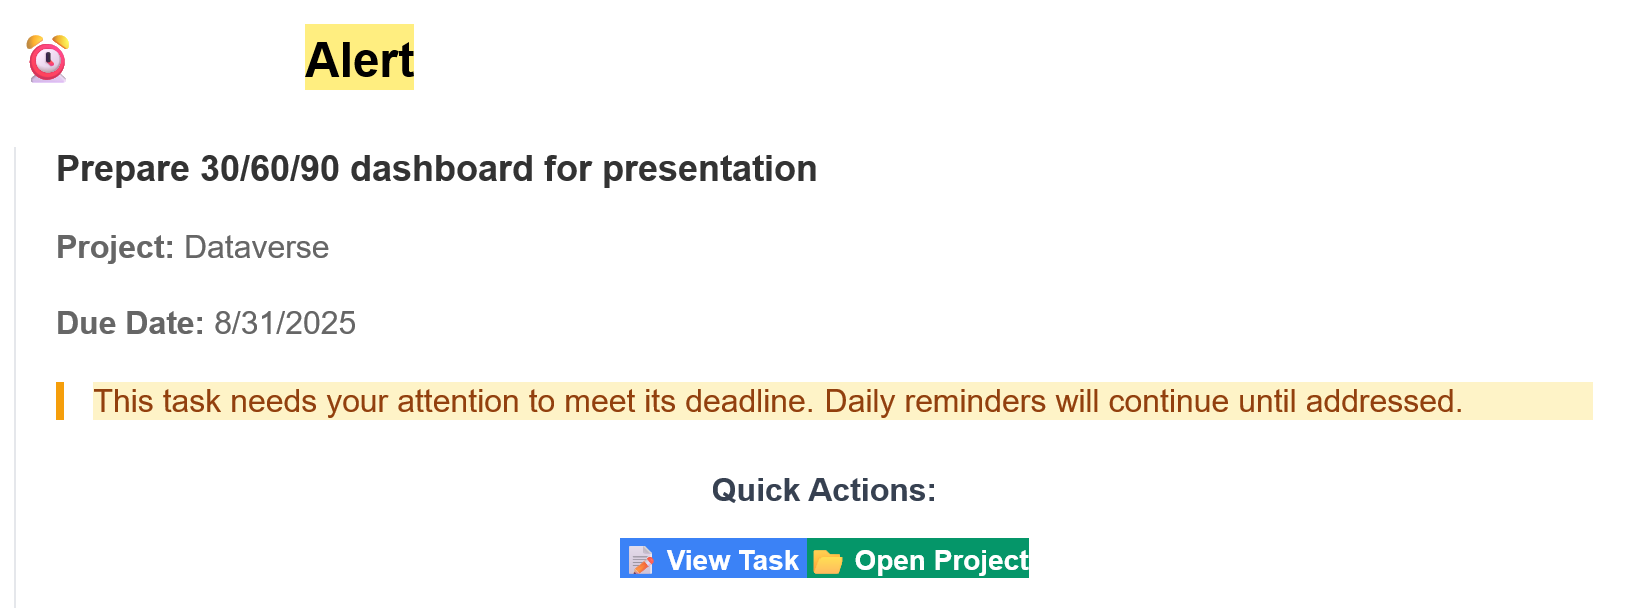 Alert
Prepare 30/60/90 dashboard for presentation
Project: Dataverse
Due Date: 8/31/2025
This task needs your attention to meet its deadline. Daily reminders will continue until addressed.
Quick Actions:
View Task Open Project